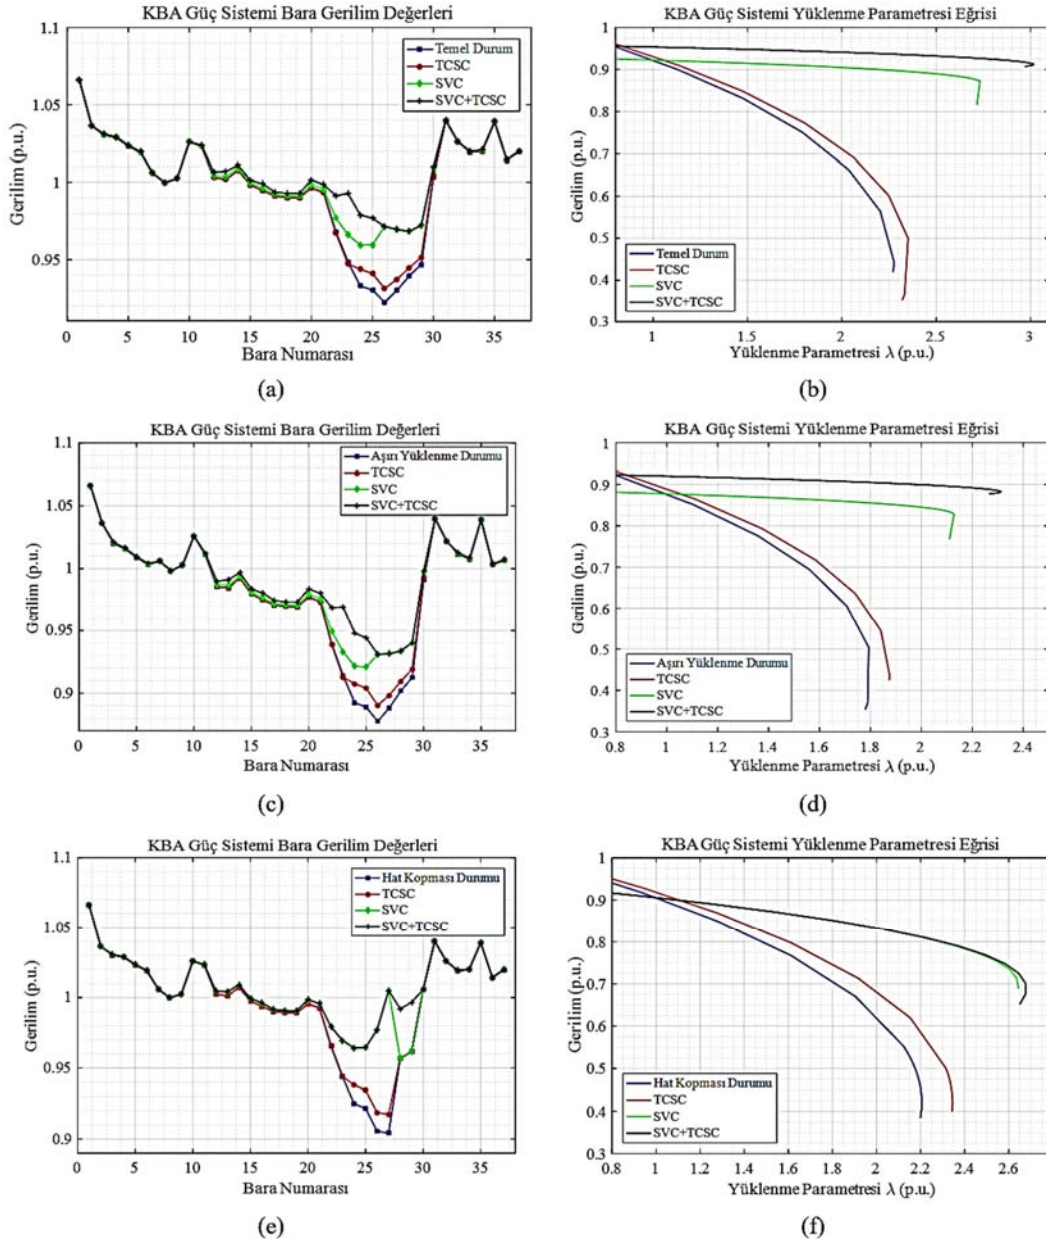 KBA Güç Sistemi Bara Gerilim Değerleri
1.1
1.05
1
0.95
Gerilim (p.u.)
Temel Durum
TCSC
SVC
SVC+TCSC
0 5 10 15 20 25 30 35
Bara Numarası
(a)
KBA Güç Sistemi Yüklenme Parametresi Eğrisi
1
0.9
0.8
0.7
0.6
0.5
0.4
0.3
Gerilim (p.u.)
Temel Durum
TCSC
SVC
SVC+TCSC
1 1.5 2 2.5 3
Yüklenme Parametresi λ (p.u.)
(b)
KBA Güç Sistemi Bara Gerilim Değerleri
1.1
1.05
1
0.95
0.9
Gerilim (p.u.)
Aşırı Yüklenme Durumu
TCSC
SVC
SVC+TCSC
0 5 10 15 20 25 30 35
Bara Numarası
(c)
KBA Güç Sistemi Yüklenme Parametresi Eğrisi
1
0.9
0.8
0.7
0.6
0.5
0.4
0.3
Gerilim (p.u.)
Aşırı Yüklenme Durumu
TCSC
SVC
SVC+TCSC
0.8 1 1.2 1.4 1.6 1.8 2 2.2 2.4
Yüklenme Parametresi λ (p.u.)
(d)
KBA Güç Sistemi Bara Gerilim Değerleri
1.1
1.05
1
0.95
0.9
Gerilim (p.u.)
Hat Kopması Durumu
TCSC
SVC
SVC+TCSC
0 5 10 15 20 25 30 35
Bara Numarası
(e)
KBA Güç Sistemi Yüklenme Parametresi Eğrisi
1
0.9
0.8
0.7
0.6
0.5
0.4
0.3
Gerilim (p.u.)
Hat Kopması Durumu
TCSC
SVC
SVC+TCSC
0.8 1 1.2 1.4 1.6 1.8 2 2.2 2.4 2.6
Yüklenme Parametresi λ (p.u.)
(f)